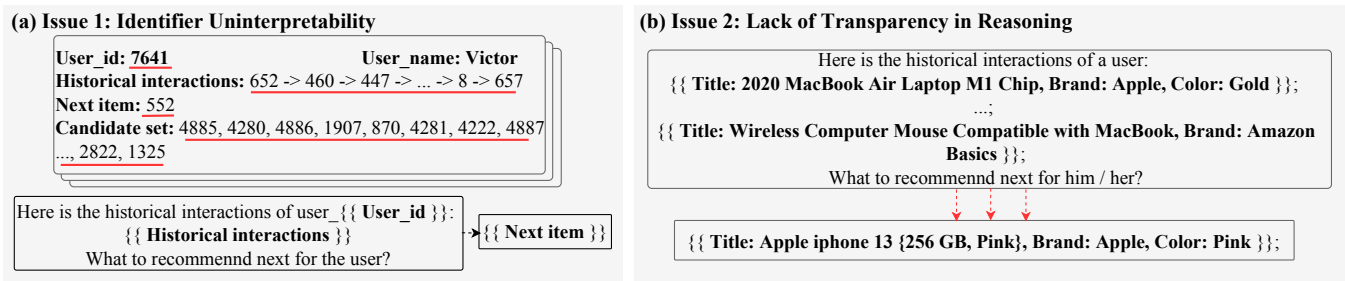 (a) Issue 1: Identifier Uninterpretability
User_id: 7641 User_name: Victor
Historical interactions: 652 -> 460 -> 447 -> ... -> 8 -> 657
Next item: 552
Candidate set: 4885, 4280, 4886, 1907, 870, 4281, 4222, 4887
..., 2822, 1325
Here is the historical interactions of user_{{ User_id }}:
{{ Historical interactions }}
What to recommennd next for the user?
{{ Next item }}
(b) Issue 2: Lack of Transparency in Reasoning
Here is the historical interactions of a user:
{{ Title: 2020 MacBook Air Laptop M1 Chip, Brand: Apple, Color: Gold }};
...;
{{ Title: Wireless Computer Mouse Compatible with MacBook, Brand: Amazon
Basics }};
What to recommennd next for him / her?
{{ Title: Apple iphone 13 {256 GB, Pink}, Brand: Apple, Color: Pink }};